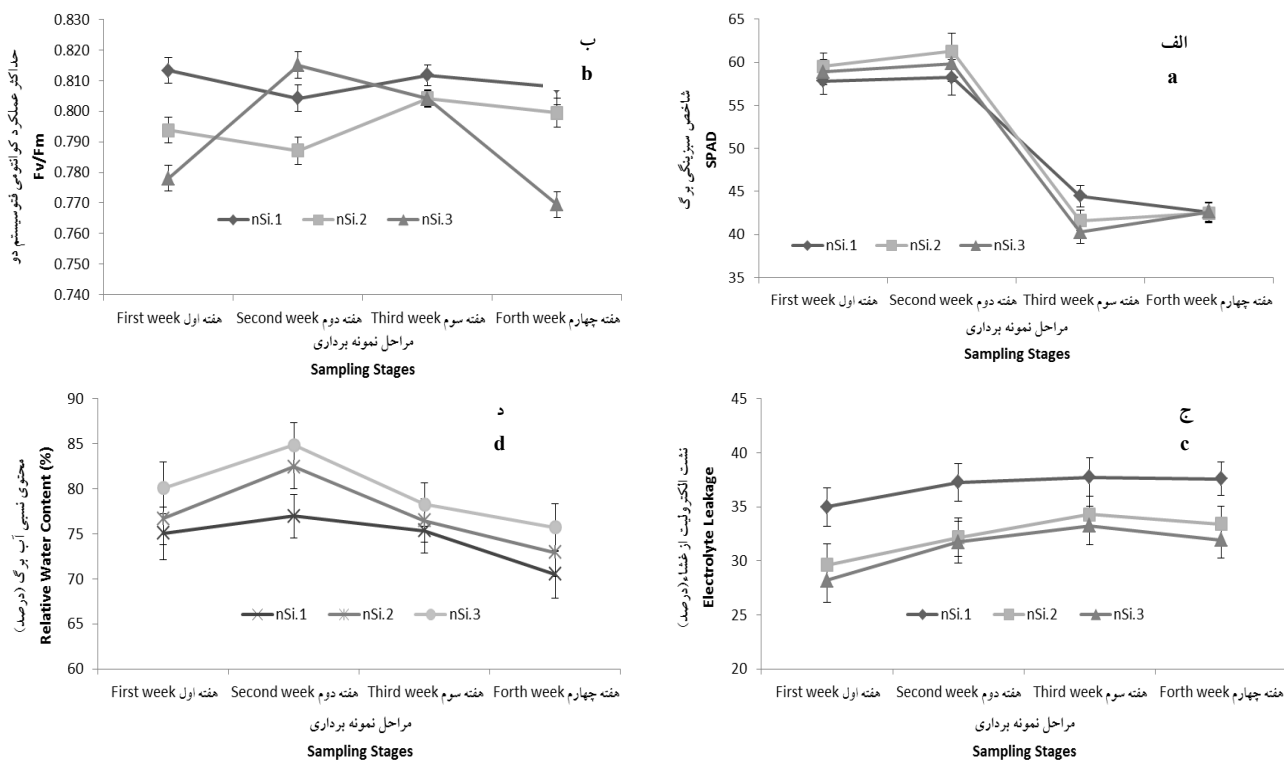 ب
b
حداکثر عملکرد کوانتومی فتوسیستم دو
Fv/Fm
0.830
0.820
0.810
0.800
0.790
0.780
0.770
0.760
0.750
0.740
nSi.1 nSi.2 nSi.3
First week هفته اول Second week هفته دوم Third week هفته سوم Forth week هفته چهارم
مراحل نمونه برداری
Sampling Stages
الف
a
شاخص سبزینگی برگ
SPAD
65
60
55
50
45
40
35
nSi.1 nSi.2 nSi.3
First week هفته اول Second week هفته دوم Third week هفته سوم Forth week هفته چهارم
مراحل نمونه برداری
Sampling Stages
د
d
محتوی نسبی آب برگ (درصد)
Relative Water Content (%)
90
85
80
75
70
65
60
nSi.1 nSi.2 nSi.3
First week هفته اول Second week هفته دوم Third week هفته سوم Forth week هفته چهارم
مراحل نمونه برداری
Sampling Stages
ج
c
نشت الکترولیت از غشاء(درصد)
Electrolyte Leakage
45
40
35
30
25
20
nSi.1 nSi.2 nSi.3
First week هفته اول Second week هفته دوم Third week هفته سوم Forth week هفته چهارم
مراحل نمونه برداری
Sampling Stages